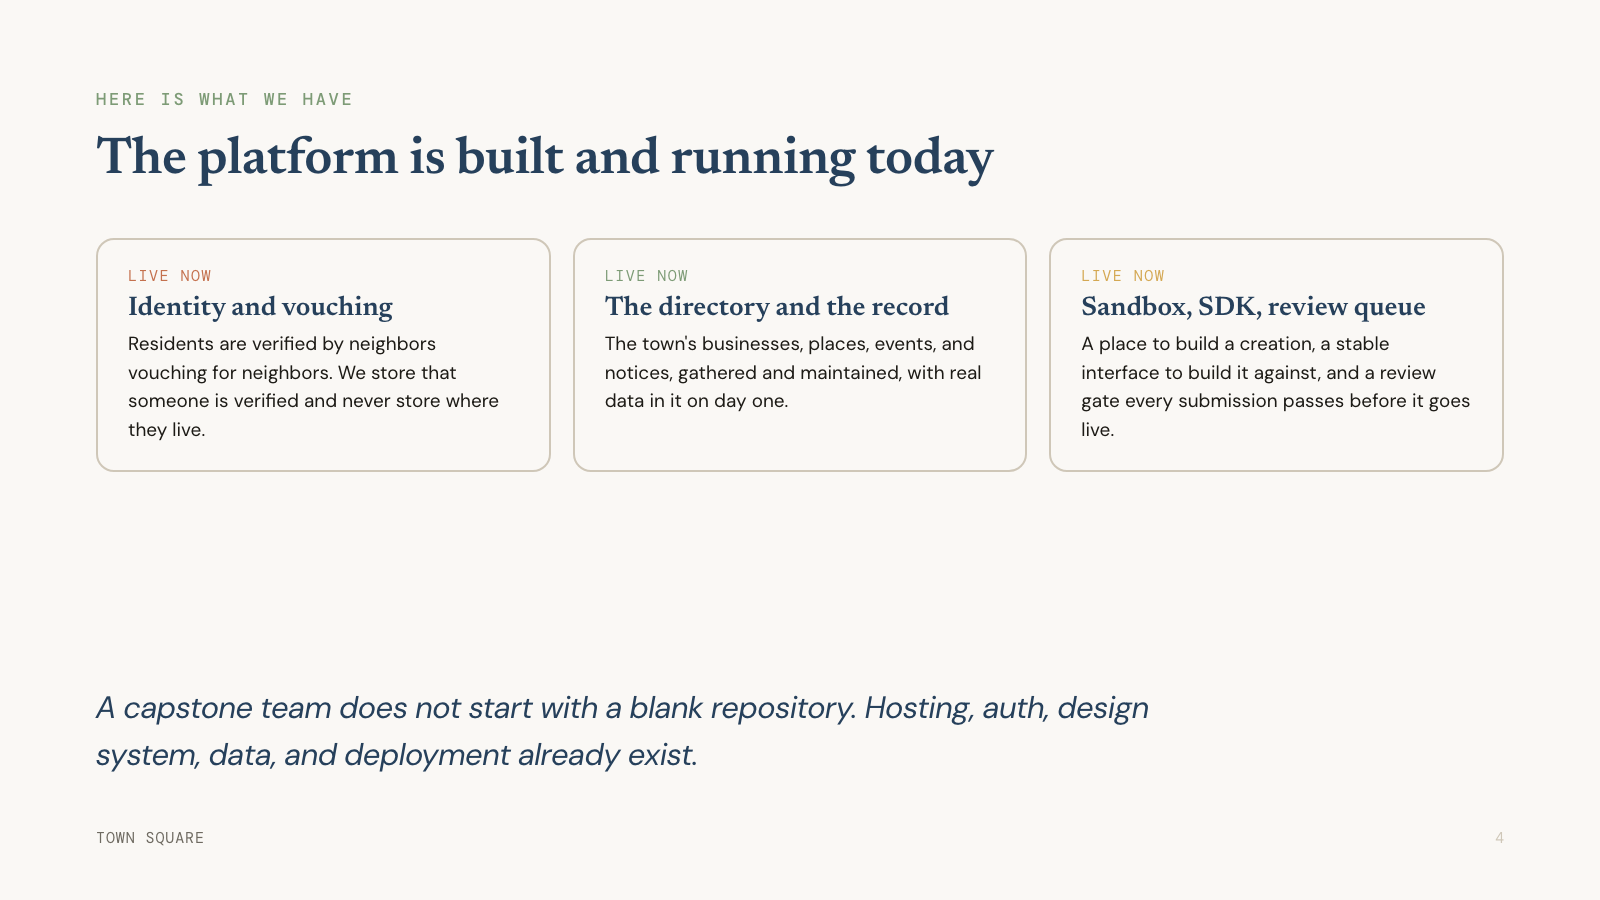 HERE IS WHAT WE HAVE
The platform is built and running today
LIVE NOW
Identity and vouching
Residents are verified by neighbors
vouching for neighbors. We store that
someone is verified and never store where
they live.
LIVE NOW
The directory and the record
The town's businesses, places, events, and
notices, gathered and maintained, with real
data in it on day one.
LIVE NOW
Sandbox, SDK, review queue
A place to build a creation, a stable
interface to build it against, and a review
gate every submission passes before it goes
live.
A capstone team does not start with a blank repository. Hosting, auth, design
system, data, and deployment already exist.
TOWN SQUARE
4